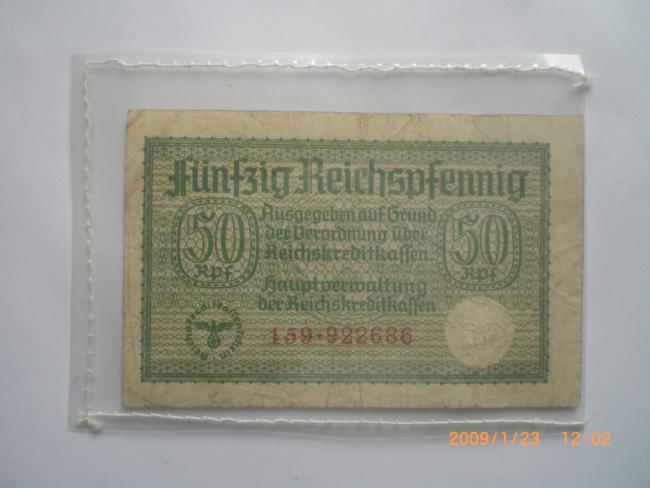 Fünfzig Reichspfennig
50
Rpf
Ausgegeben auf Grund
der Verordnung über
Reichskreditkassen
50
Rpf
Hauptverwaltung
der Reichskreditkassen
Reichskreditkassenschein
159·922686
2009/1/23 12:02